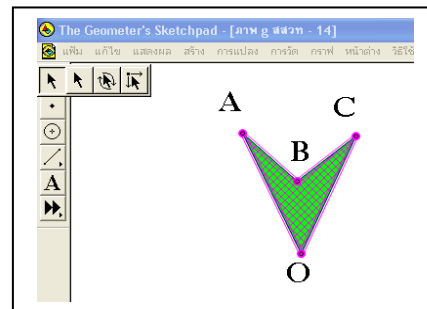 The Geometer's Sketchpad - [ภาพ g สสวท - 14]
แฟ้ม แก้ไข แสดงผล สร้าง การแปลง การวัด กราฟ หน้าต่าง วิธีใช้
A
C
B
O
A